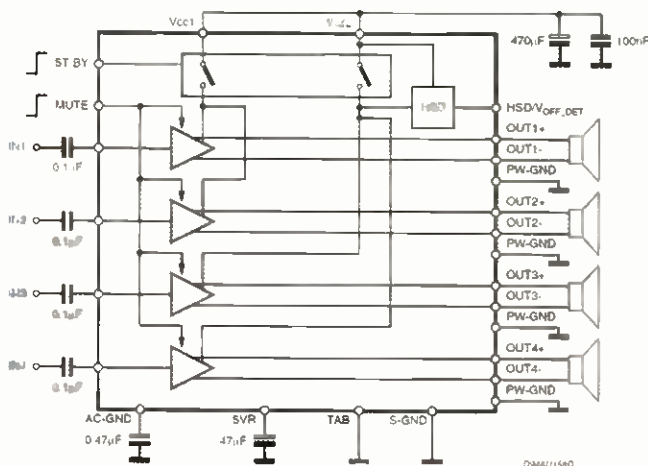 Vcc1
470µF
100nF
ST-BY
MUTE
HSD
HSD/VOFF_DET
OUT1+
OUT1-
PW-GND
IN1
0.1µF
OUT2+
OUT2-
PW-GND
0.1µF
OUT3+
OUT3-
PW-GND
0.1µF
OUT4+
OUT4-
PW-GND
0.1µF
AC-GND
0.47µF
SVR
47µF
TAB
S-GND